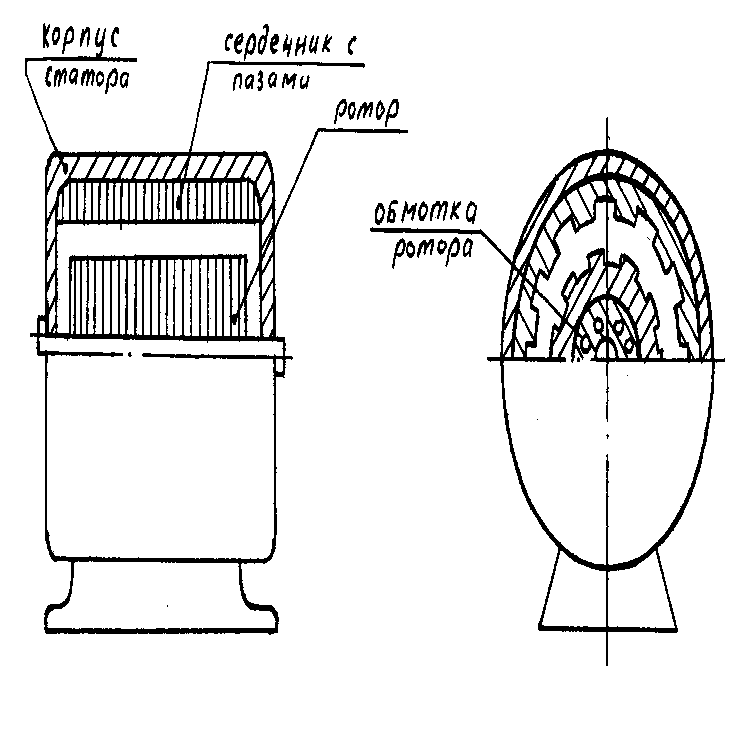 корпус
статора
сердечник с
пазами
ротор
обмотка
ротора